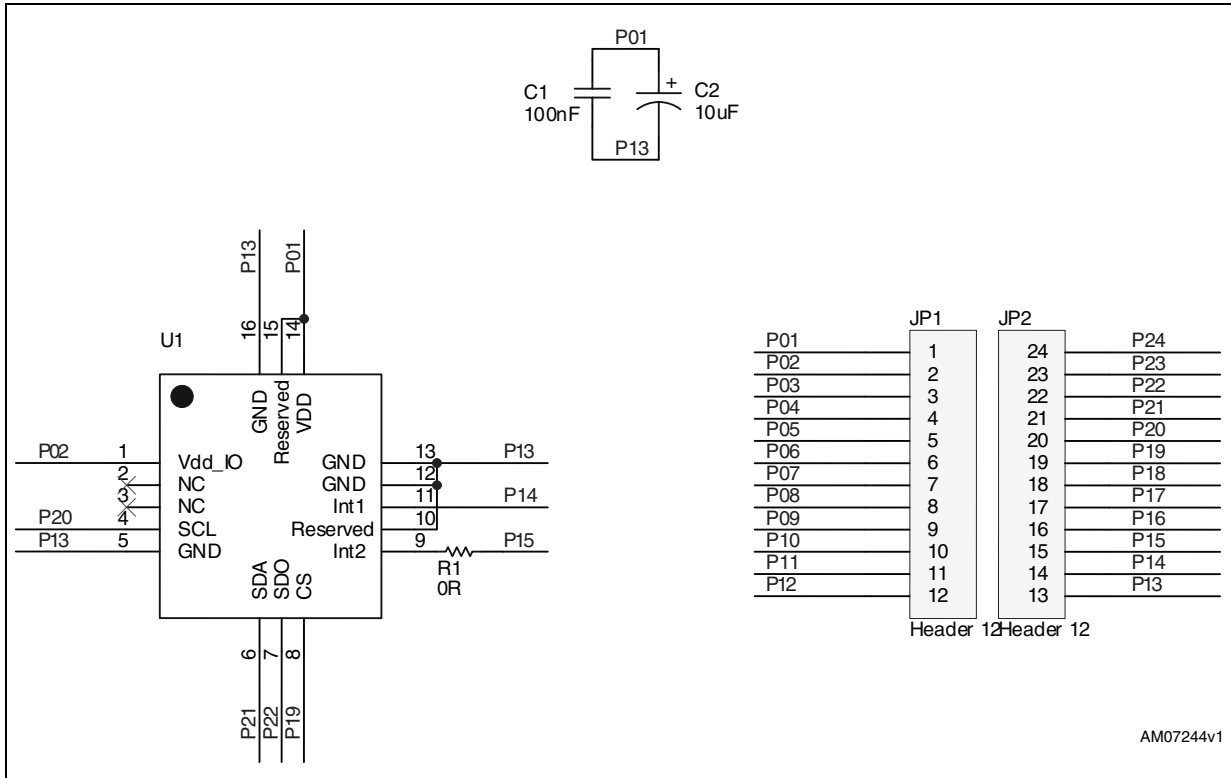 P01
C1
100nF
+
C2
10uF
P13
P13
P01
16
15
14
U1
GND
Reserved
VDD
P02
1
Vdd_IO
2
NC
3
NC
P20
4
SCL
P13
5
GND
13
GND
P13
12
GND
11
Int1
P14
10
Reserved
9
Int2
P15
R1
0R
SDA
SDO
CS
6
7
8
P21
P22
P19
JP1
P01 1
P02 2
P03 3
P04 4
P05 5
P06 6
P07 7
P08 8
P09 9
P10 10
P11 11
P12 12
Header 12
JP2
24 P24
23 P23
22 P22
21 P21
20 P20
19 P19
18 P18
17 P17
16 P16
15 P15
14 P14
13 P13
Header 12
AM07244v1